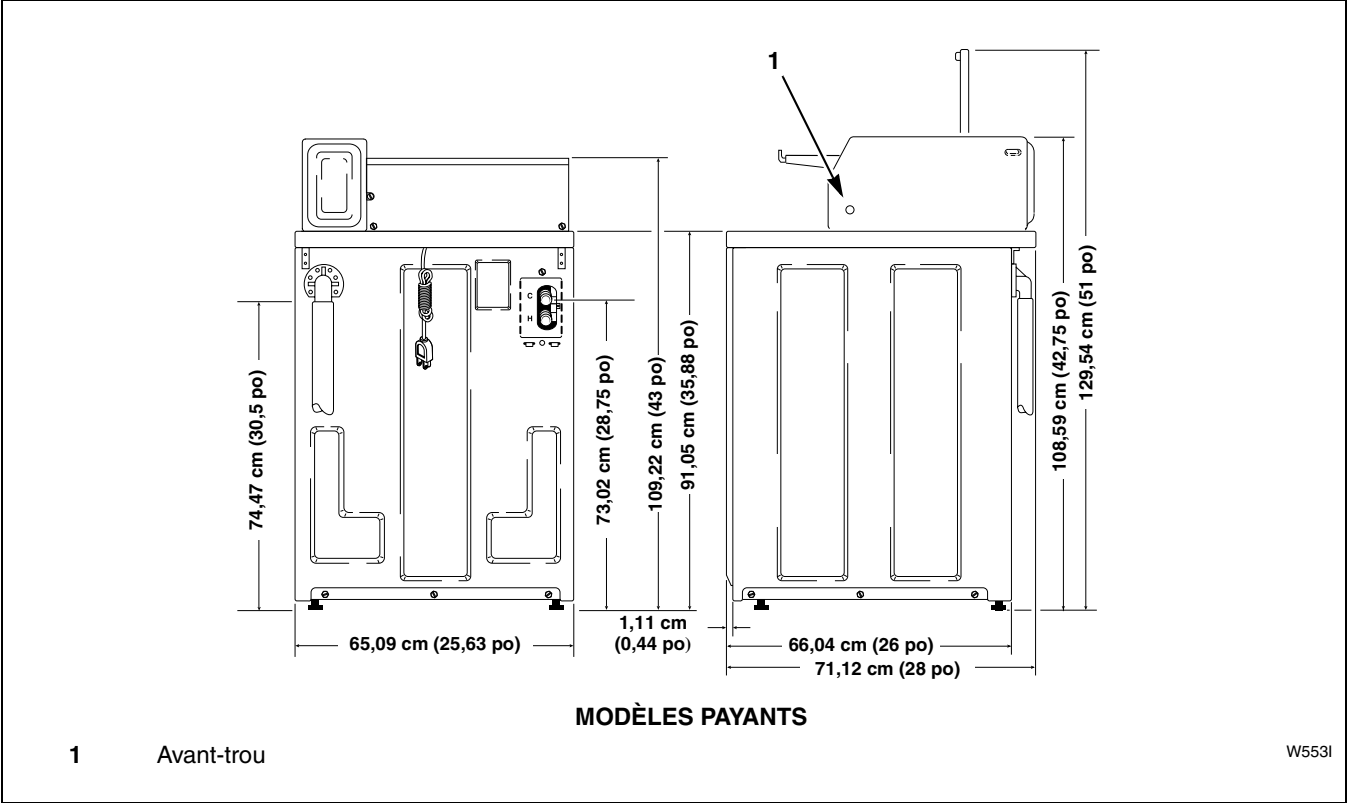 1
C
H
74,47 cm (30,5 po)
73,02 cm (28,75 po)
109,22 cm (43 po)
91,05 cm (35,88 po)
108,59 cm (42,75 po)
129,54 cm (51 po)
65,09 cm (25,63 po)
1,11 cm
(0,44 po)
66,04 cm (26 po)
71,12 cm (28 po)
MODÈLES PAYANTS
1 Avant-trou
W553I